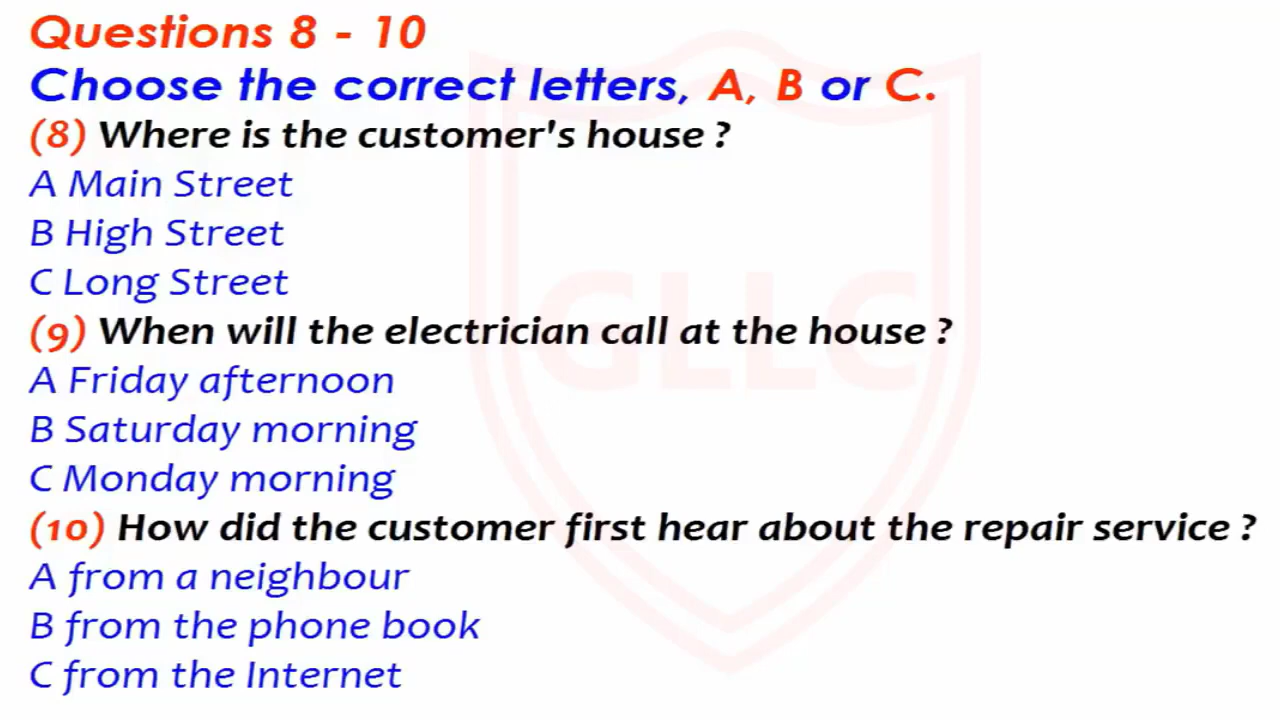 Questions 8 - 10
Choose the correct letters, A, B or C.
(8) Where is the customer's house ?
A Main Street
B High Street
C Long Street
(9) When will the electrician call at the house ?
A Friday afternoon
B Saturday morning
C Monday morning
(10) How did the customer first hear about the repair service ?
A from a neighbour
B from the phone book
C from the Internet
GLLC